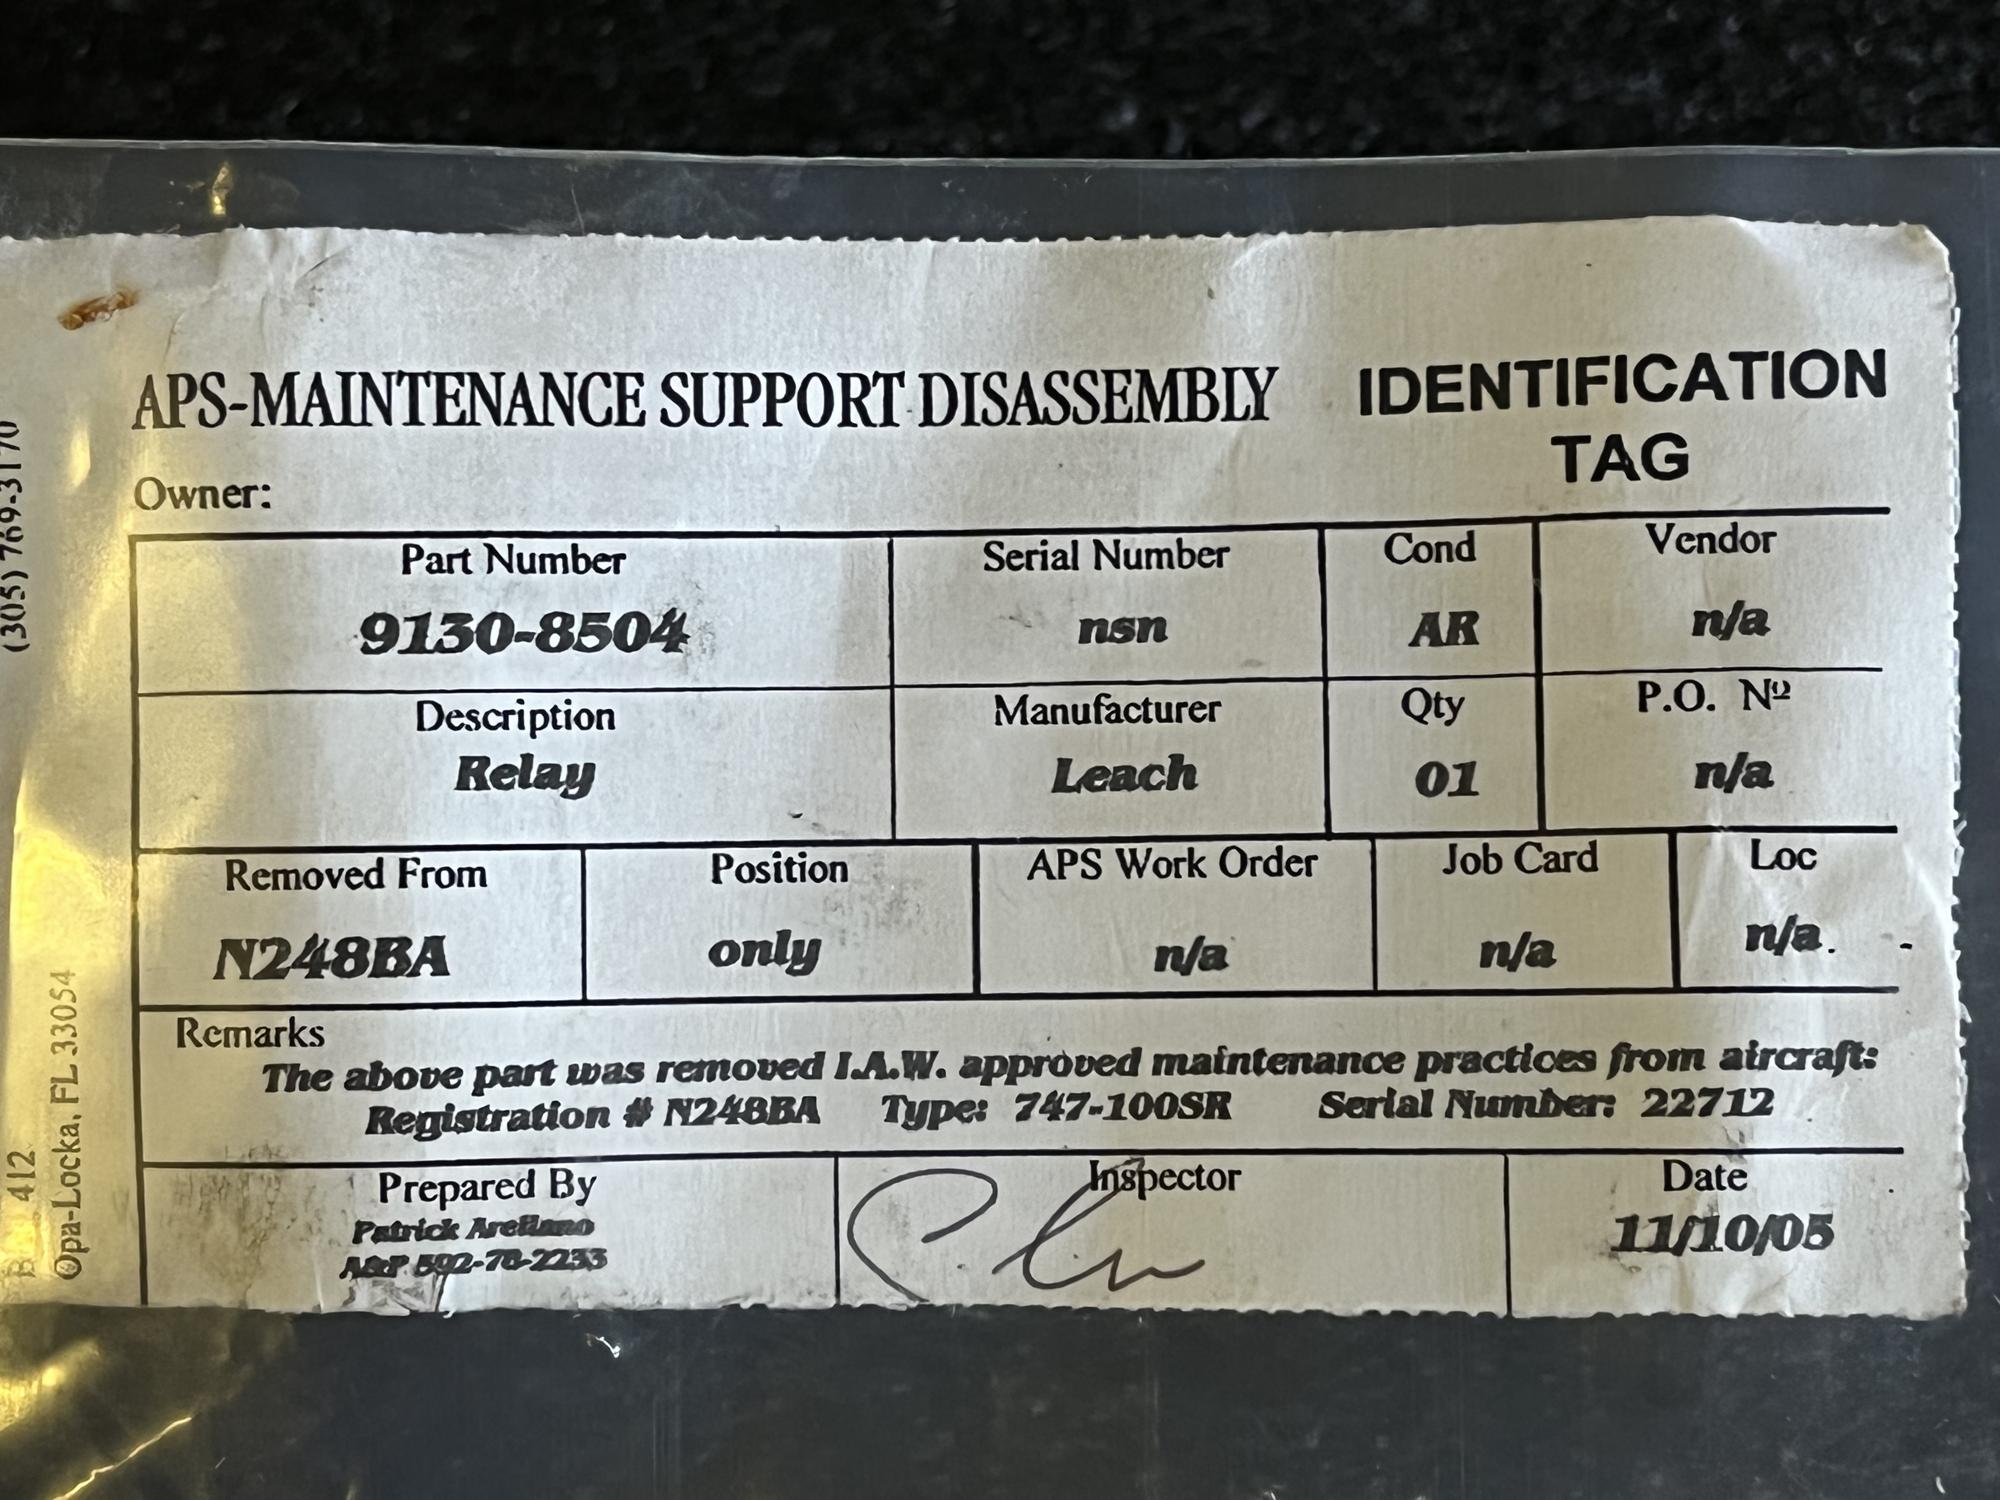 APS-MAINTENANCE SUPPORT DISASSEMBLY
IDENTIFICATION
TAG
Owner:
Part Number
9130-8504
Serial Number
nsn
Cond
AR
Vendor
n/a
Description
Relay
Manufacturer
Leach
Qty
01
P.O. Nº
n/a
Removed From
N248BA
Position
only
APS Work Order
n/a
Job Card
n/a
Loc
n/a.
Remarks
The above part was removed I.A.W. approved maintenance practices from aircraft:
Registration # N248BA Type: 747-100SR Serial Number: 22712
Prepared By
Patrick Arellano
A&P 592-78-2233
Inspector
Date
11/10/05
(305) 769-3170
412
Opa-Locka, FL 33054